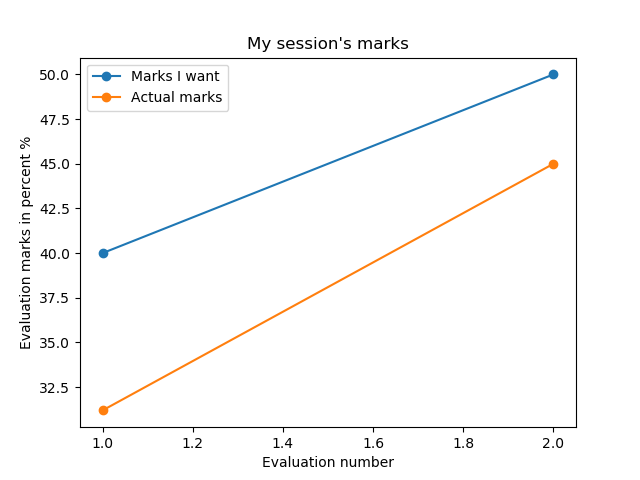 My session's marks
Marks I want
Actual marks
Evaluation marks in percent %
50.0
47.5
45.0
42.5
40.0
37.5
35.0
32.5
1.0
1.2
1.4
1.6
1.8
2.0
Evaluation number